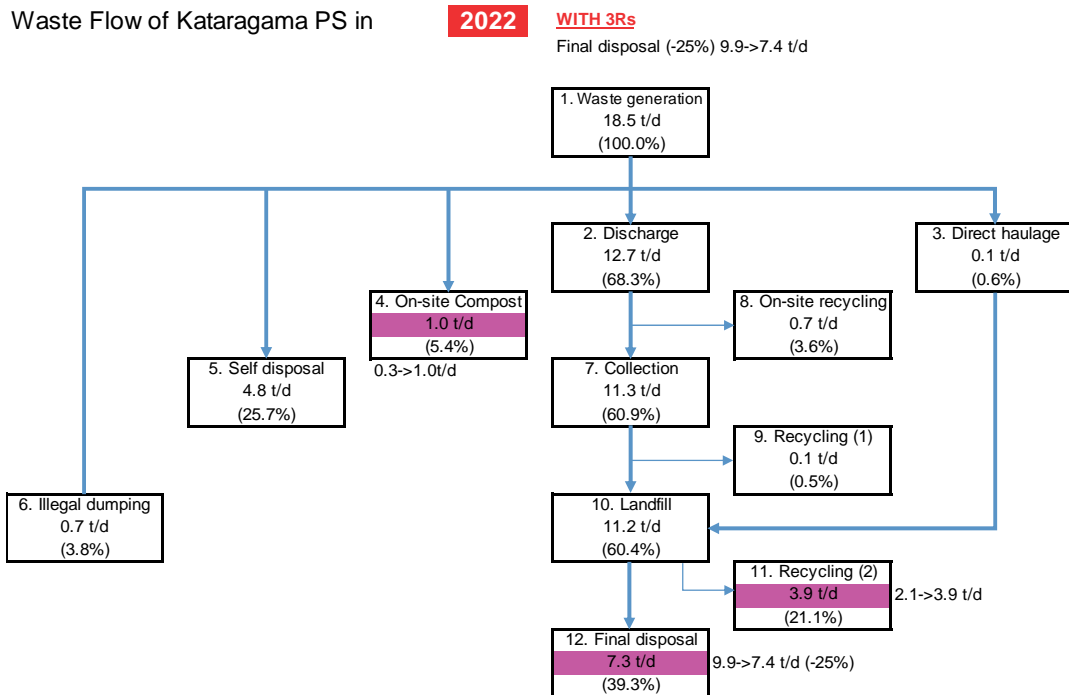 Waste Flow of Kataragama PS in 2022
WITH 3Rs
Final disposal (-25%) 9.9->7.4 t/d
1. Waste generation
18.5 t/d
(100.0%)
2. Discharge
12.7 t/d
(68.3%)
3. Direct haulage
0.1 t/d
(0.6%)
4. On-site Compost
1.0 t/d
(5.4%)
0.3->1.0t/d
8. On-site recycling
0.7 t/d
(3.6%)
5. Self disposal
4.8 t/d
(25.7%)
7. Collection
11.3 t/d
(60.9%)
9. Recycling (1)
0.1 t/d
(0.5%)
6. Illegal dumping
0.7 t/d
(3.8%)
10. Landfill
11.2 t/d
(60.4%)
11. Recycling (2)
3.9 t/d
(21.1%)
2.1->3.9 t/d
12. Final disposal
7.3 t/d
(39.3%)
9.9->7.4 t/d (-25%)